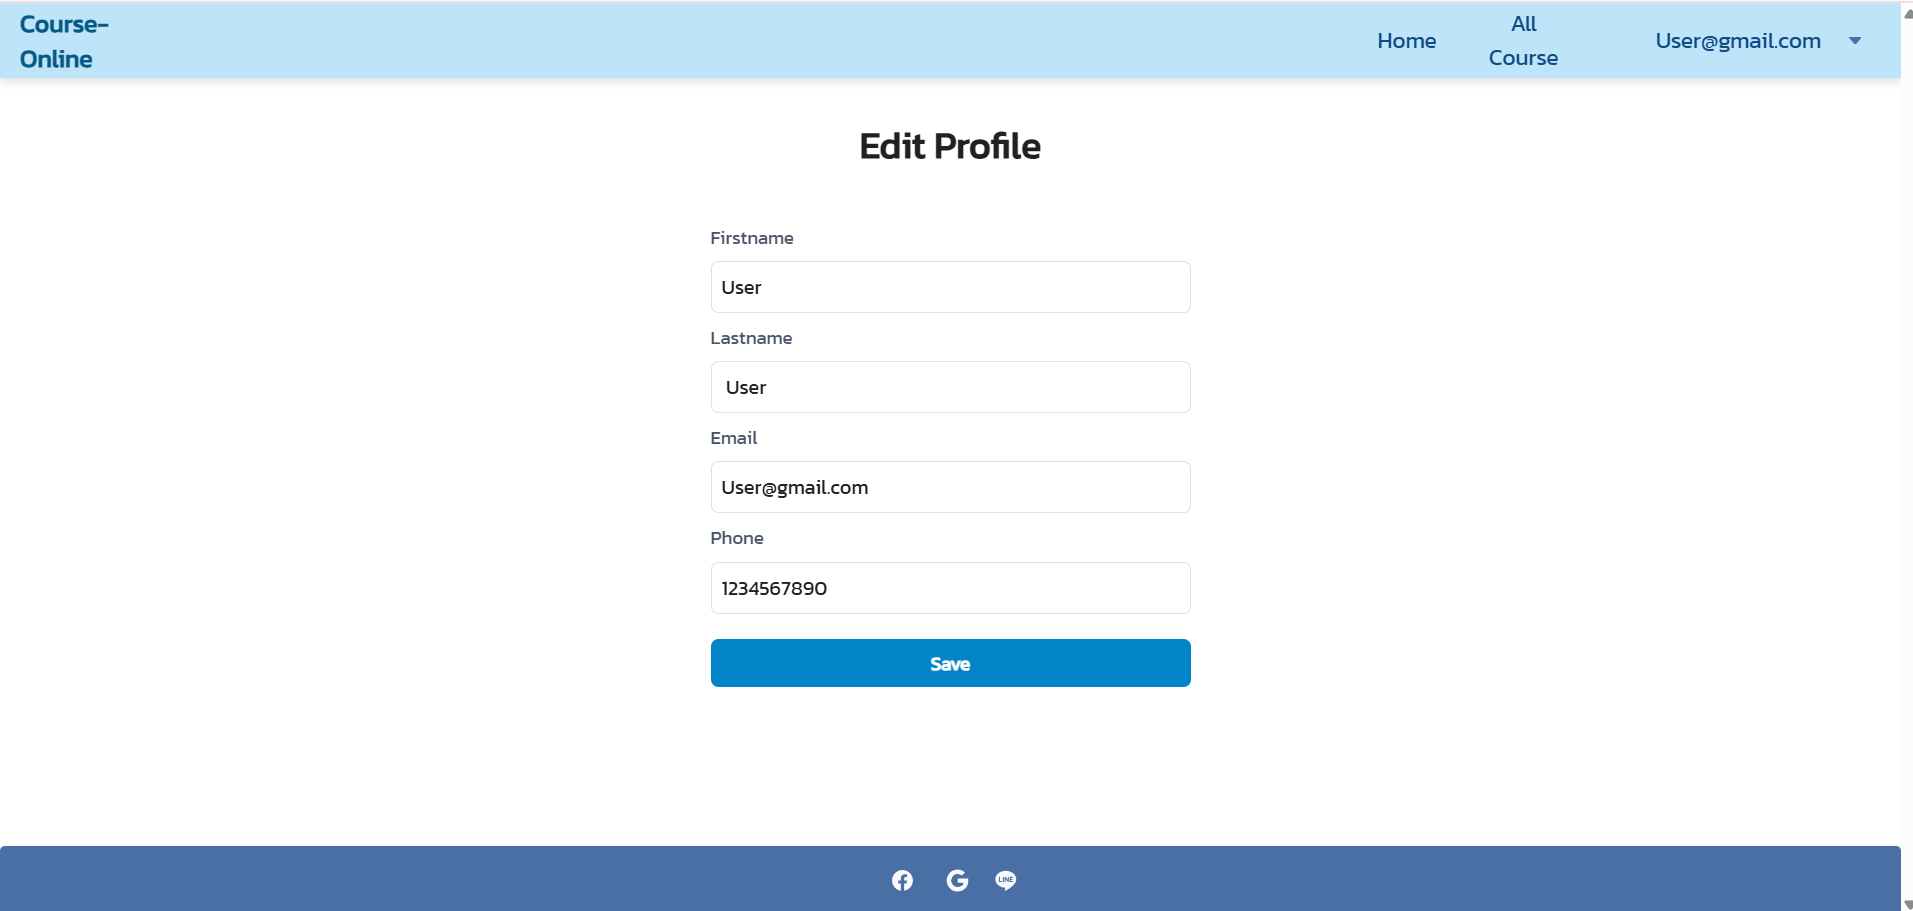 Course-
Online
Home
All
Course
User@gmail.com
Edit Profile
Firstname
User
Lastname
User
Email
User@gmail.com
Phone
1234567890
Save
LINE